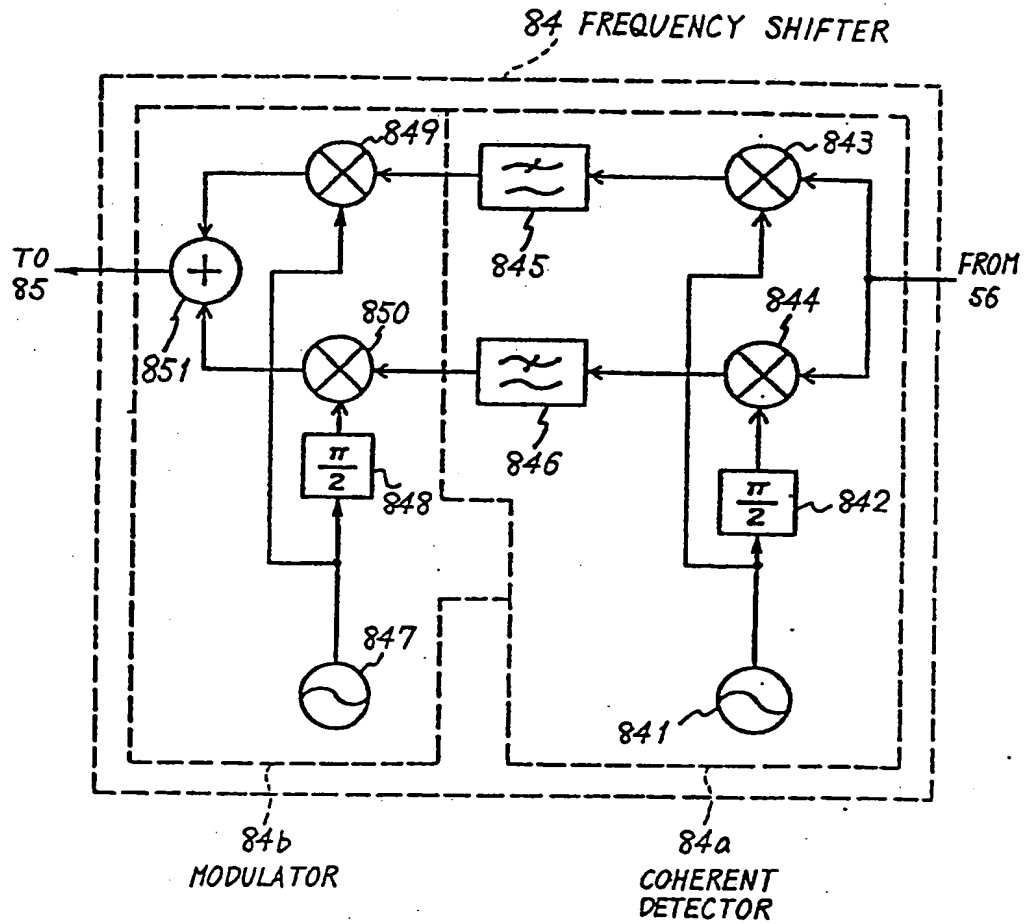 84 FREQUENCY SHIFTER
849
843
845
TO
85
FROM
56
851
850
844
846
π/2
848
π/2
842
847
841
84b
MODULATOR
84a
COHERENT
DETECTOR
+